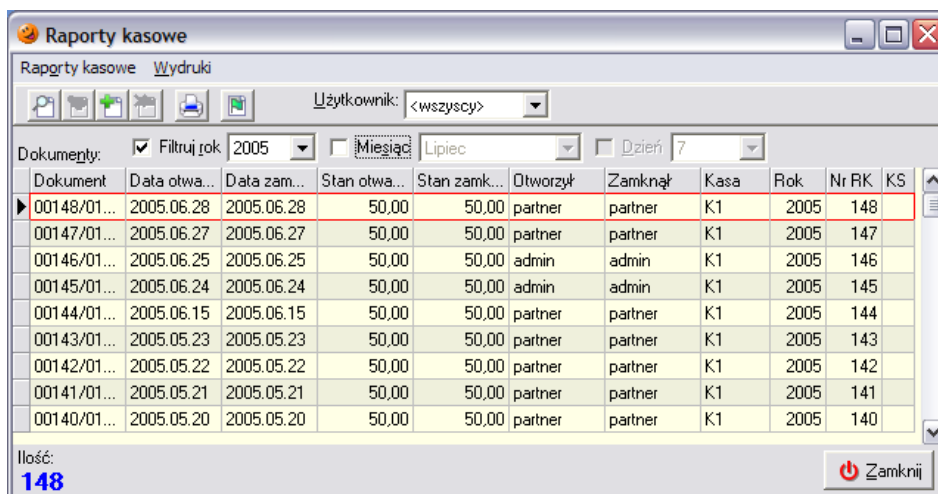 Raporty kasowe
Raporty kasowe Wydruki
Użytkownik: <wszyscy>
Dokumenty: Filtruj rok 2005 Miesiąc Lipiec Dzień 7
Dokument Data otwa... Data zam... Stan otwa... Stan zamk... Otworzył Zamknął Kasa Rok Nr RK KS
00148/01... 2005.06.28 2005.06.28 50,00 50,00 partner partner K1 2005 148
00147/01... 2005.06.27 2005.06.27 50,00 50,00 partner partner K1 2005 147
00146/01... 2005.06.25 2005.06.25 50,00 50,00 admin admin K1 2005 146
00145/01... 2005.06.24 2005.06.24 50,00 50,00 admin admin K1 2005 145
00144/01... 2005.06.15 2005.06.15 50,00 50,00 partner partner K1 2005 144
00143/01... 2005.05.23 2005.05.23 50,00 50,00 partner partner K1 2005 143
00142/01... 2005.05.22 2005.05.22 50,00 50,00 partner partner K1 2005 142
00141/01... 2005.05.21 2005.05.21 50,00 50,00 partner partner K1 2005 141
00140/01... 2005.05.20 2005.05.20 50,00 50,00 partner partner K1 2005 140
Ilość:
148
Zamknij